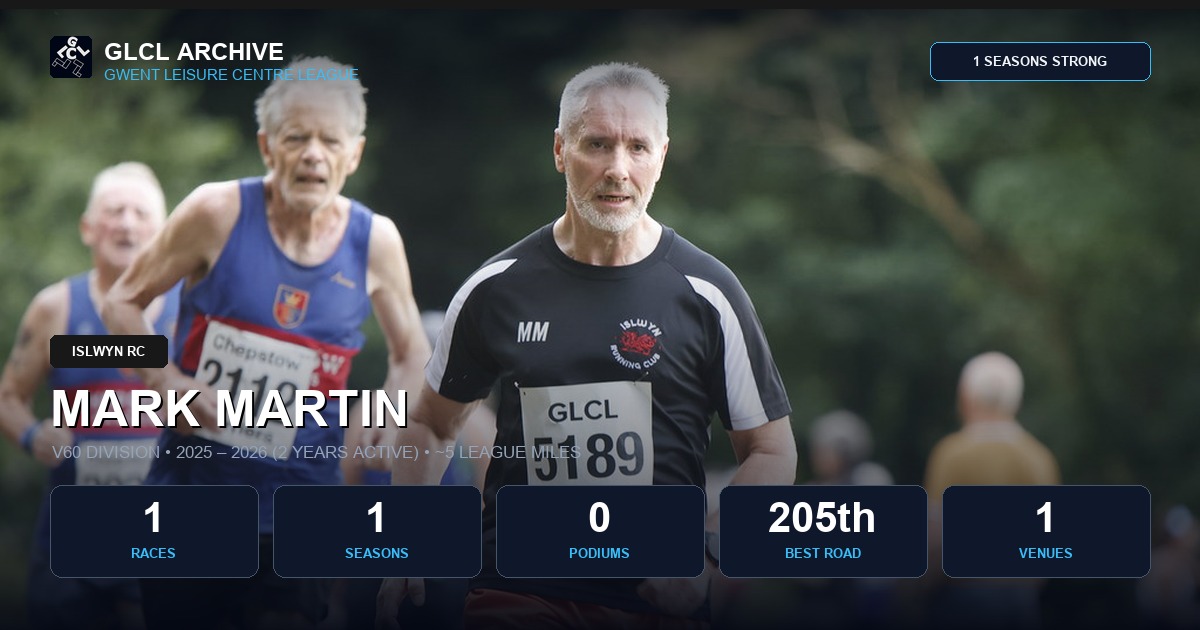 GLCL ARCHIVE
GWENT LEISURE CENTRE LEAGUE
1 SEASONS STRONG
MM
ISLWYN
RUNNING CLUB
Chepstow
GLCL
5189
ISLWYN RC
MARK MARTIN
V60 DIVISION • 2025 – 2026 (2 YEARS ACTIVE) • ~5 LEAGUE MILES
1
RACES
1
SEASONS
0
PODIUMS
205th
BEST ROAD
1
VENUES